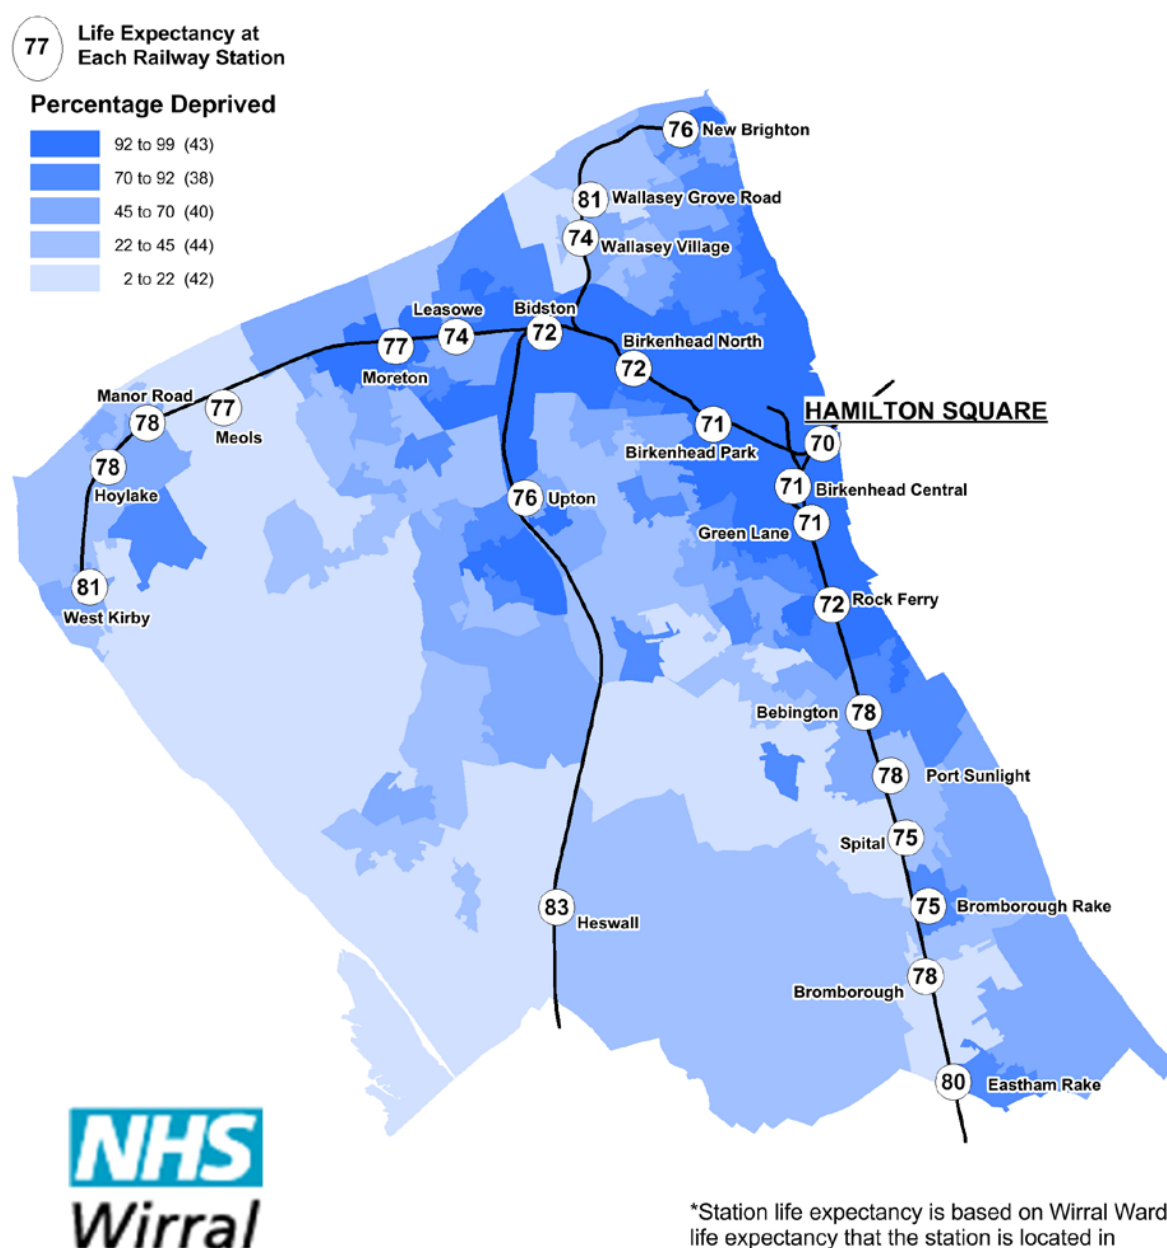 77
Life Expectancy at
Each Railway Station
Percentage Deprived
92 to 99 (43)
70 to 92 (38)
45 to 70 (40)
22 to 45 (44)
2 to 22 (42)
76 New Brighton
81 Wallasey Grove Road
74 Wallasey Village
Leasowe
74
Bidston
72
77
Moreton
Birkenhead North
72
Manor Road
78
77
Meols
HAMILTON SQUARE
70
71
Birkenhead Park
78
Hoylake
71 Birkenhead Central
76 Upton
Green Lane 71
81
West Kirby
72 Rock Ferry
Bebington 78
78 Port Sunlight
Spital 75
75 Bromborough Rake
83 Heswall
78
Bromborough
80 Eastham Rake
NHS
Wirral
*Station life expectancy is based on Wirral Ward
life expectancy that the station is located in